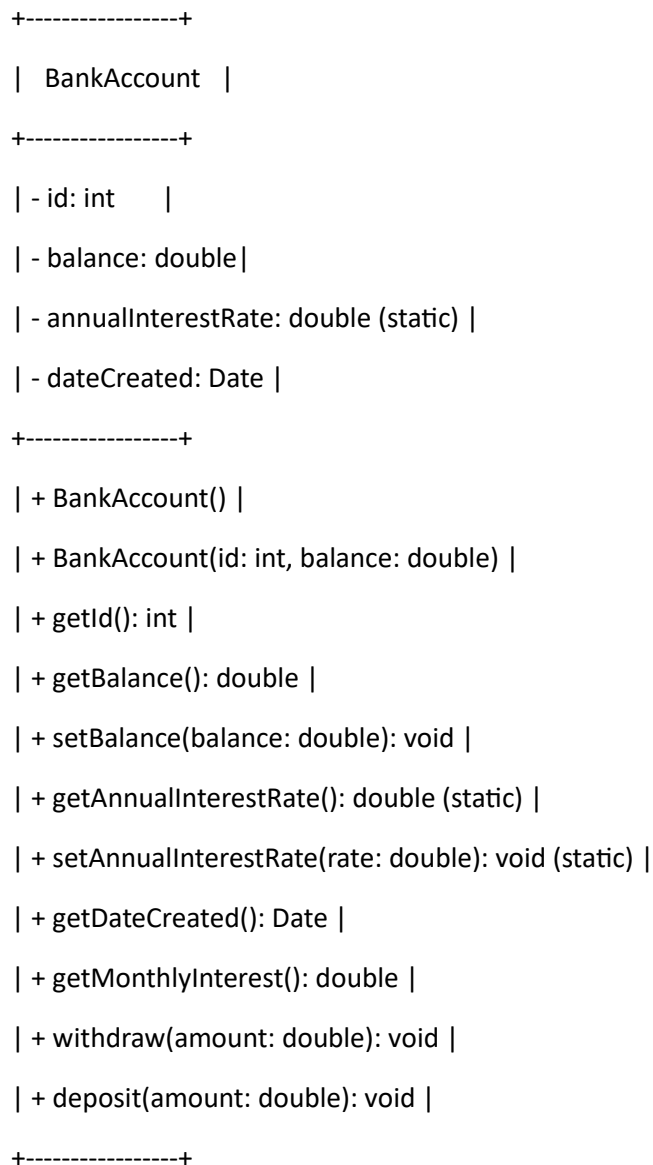 +-----------------+
|   BankAccount   |
+-----------------+
| - id: int       |
| - balance: double|
| - annualInterestRate: double (static) |
| - dateCreated: Date |
+-----------------+
| + BankAccount() |
| + BankAccount(id: int, balance: double) |
| + getId(): int |
| + getBalance(): double |
| + setBalance(balance: double): void |
| + getAnnualInterestRate(): double (static) |
| + setAnnualInterestRate(rate: double): void (static) |
| + getDateCreated(): Date |
| + getMonthlyInterest(): double |
| + withdraw(amount: double): void |
| + deposit(amount: double): void |
+-----------------+